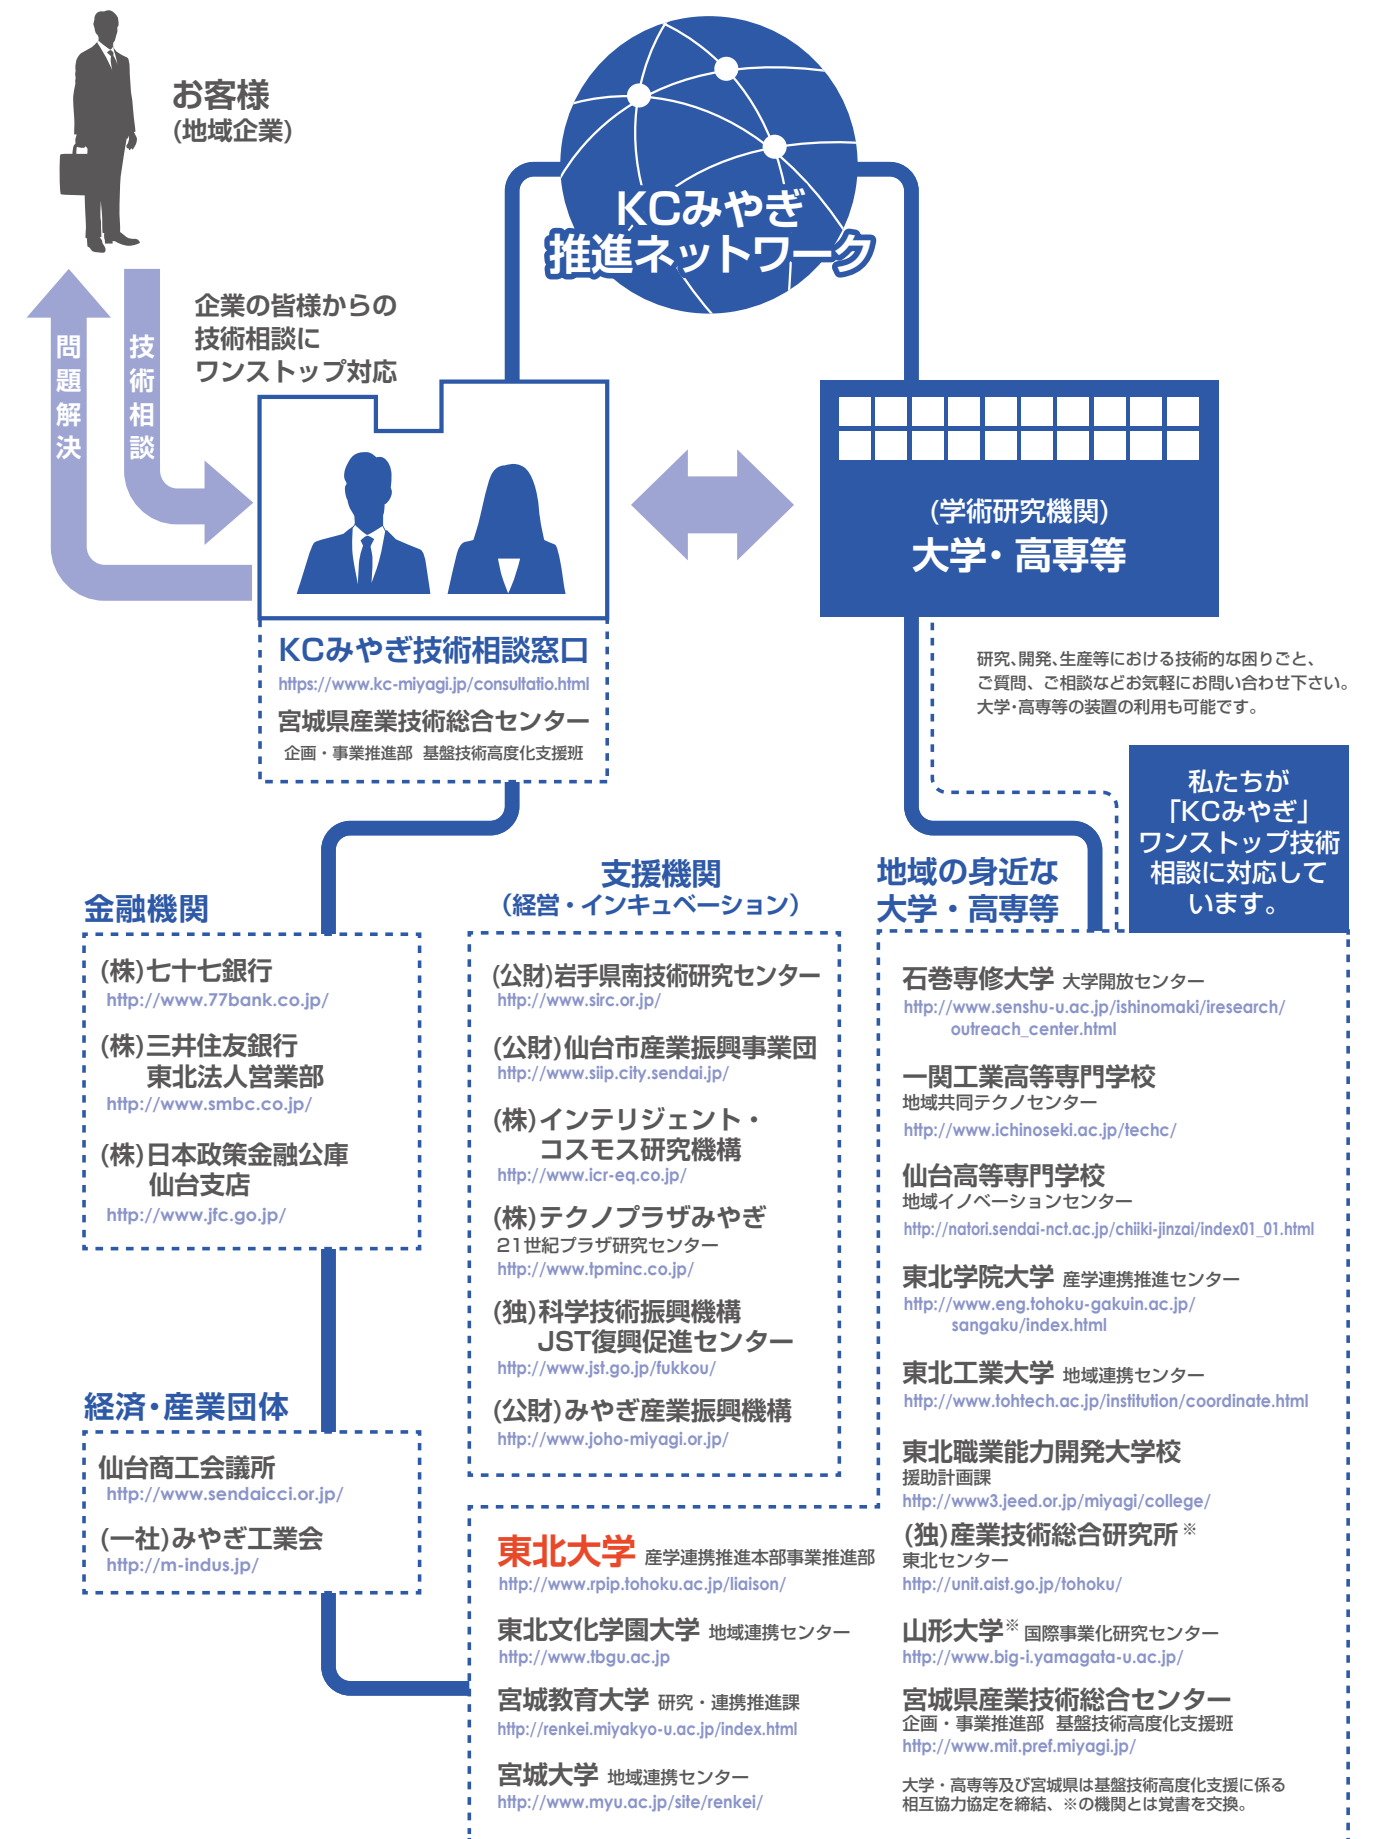 お客様
(地域企業)
KCみやぎ
推進ネットワーク
企業の皆様からの
技術相談に
ワンストップ対応
問題解決
技術相談
(学術研究機関)
大学・高専等
KCみやぎ技術相談窓口
https://www.kc-miyagi.jp/consultatio.html
宮城県産業技術総合センター
企画・事業推進部 基盤技術高度化支援班
研究、開発、生産等における技術的な困りごと、
ご質問、ご相談などお気軽にお問い合わせ下さい。
大学・高専等の装置の利用も可能です。
私たちが
「KCみやぎ」
ワンストップ技術
相談に対応して
います。
金融機関
(株)七十七銀行
http://www.77bank.co.jp/
(株)三井住友銀行
東北法人営業部
http://www.smbc.co.jp/
(株)日本政策金融公庫
仙台支店
http://www.jfc.go.jp/
経済・産業団体
仙台商工会議所
http://www.sendaicci.or.jp/
(一社)みやぎ工業会
http://m-indus.jp/
支援機関
(経営・インキュベーション)
(公財)岩手県南技術研究センター
http://www.sirc.or.jp/
(公財)仙台市産業振興事業団
http://www.siip.city.sendai.jp/
(株)インテリジェント・
コスモス研究機構
http://www.icr-eq.co.jp/
(株)テクノプラザみやぎ
21世紀プラザ研究センター
http://www.tpminc.co.jp/
(独)科学技術振興機構
JST復興促進センター
http://www.jst.go.jp/fukkou/
(公財)みやぎ産業振興機構
http://www.joho-miyagi.or.jp/
地域の身近な
大学・高専等
東北大学 産学連携推進本部事業推進部
http://www.rpip.tohoku.ac.jp/liaison/
東北文化学園大学 地域連携センター
http://www.tbgu.ac.jp
宮城教育大学 研究・連携推進課
http://renkei.miyakyo-u.ac.jp/index.html
宮城大学 地域連携センター
http://www.myu.ac.jp/site/renkei/
石巻専修大学 大学開放センター
http://www.senshu-u.ac.jp/ishinomaki/iresearch/
outreach_center.html
一関工業高等専門学校
地域共同テクノセンター
http://www.ichinoseki.ac.jp/techc/
仙台高等専門学校
地域イノベーションセンター
http://natori.sendai-nct.ac.jp/chiiki-jinzai/index01_01.html
東北学院大学 産学連携推進センター
http://www.eng.tohoku-gakuin.ac.jp/
sangaku/index.html
東北工業大学 地域連携センター
http://www.tohtech.ac.jp/institution/coordinate.html
東北職業能力開発大学校
援助計画課
http://www3.jeed.or.jp/miyagi/college/
(独)産業技術総合研究所※
東北センター
http://unit.aist.go.jp/tohoku/
山形大学※ 国際事業化研究センター
http://www.big-i.yamagata-u.ac.jp/
宮城県産業技術総合センター
企画・事業推進部 基盤技術高度化支援班
http://www.mit.pref.miyagi.jp/
大学・高専等及び宮城県は基盤技術高度化支援に係る
相互協力協定を締結、※の機関とは覚書を交換。